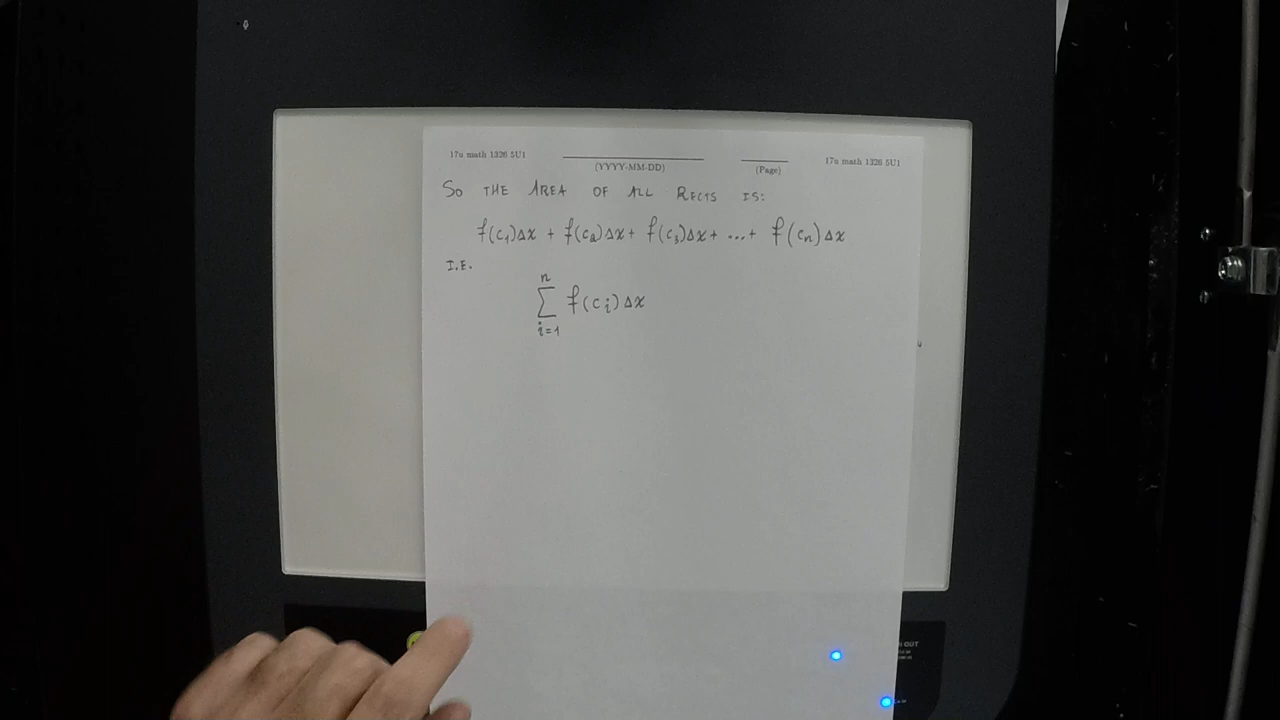 17u math 1326 5U1 (YYYY-MM-DD) (Page) 17u math 1326 5U1
SO THE AREA OF ALL RECTS IS:
f(c₁)Δx + f(c₂)Δx + f(c₃)Δx + ... + f(cₙ)Δx
I.E.
n
∑ f(cᵢ)Δx
i=1
OUT